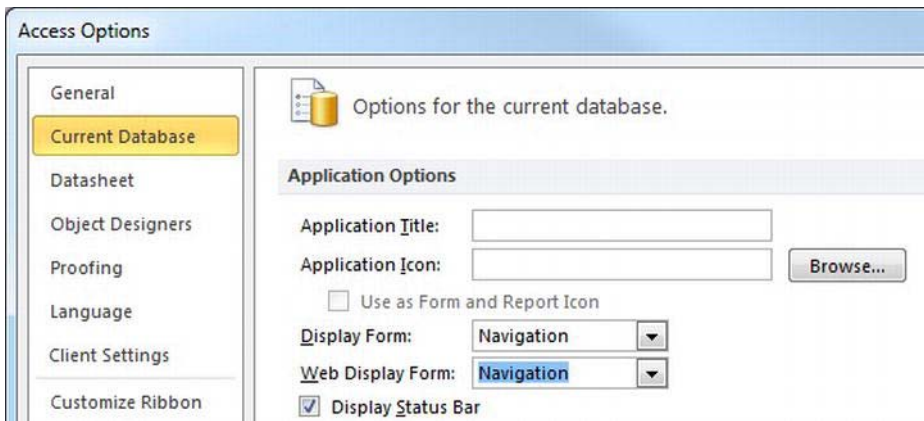 Access Options
General
Current Database
Datasheet
Object Designers
Proofing
Language
Client Settings
Customize Ribbon
Options for the current database.
Application Options
Application Title:
Application Icon:
Browse...
Use as Form and Report Icon
Display Form: Navigation
Web Display Form: Navigation
Display Status Bar